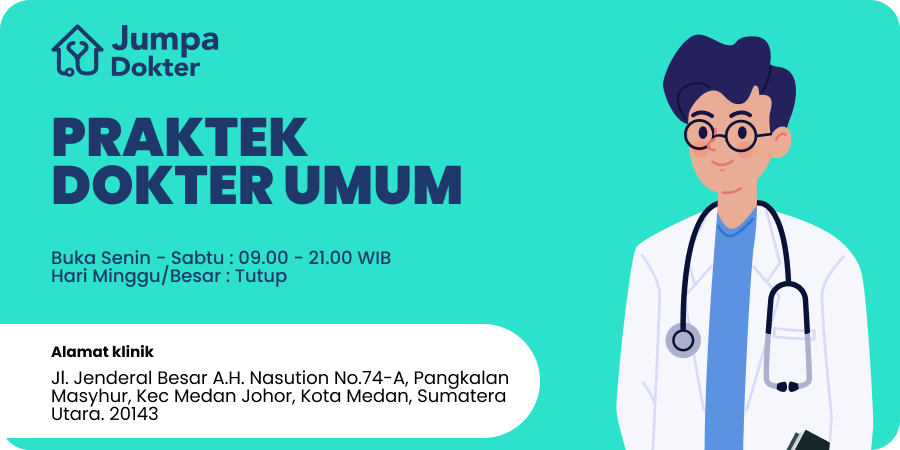 Jumpa
Dokter
PRAKTEK
DOKTER UMUM
Buka Senin - Sabtu : 09.00 - 21.00 WIB
Hari Minggu/Besar : Tutup
Alamat klinik
Jl. Jenderal Besar A.H. Nasution No.74-A, Pangkalan
Masyhur, Kec Medan Johor, Kota Medan, Sumatera
Utara. 20143